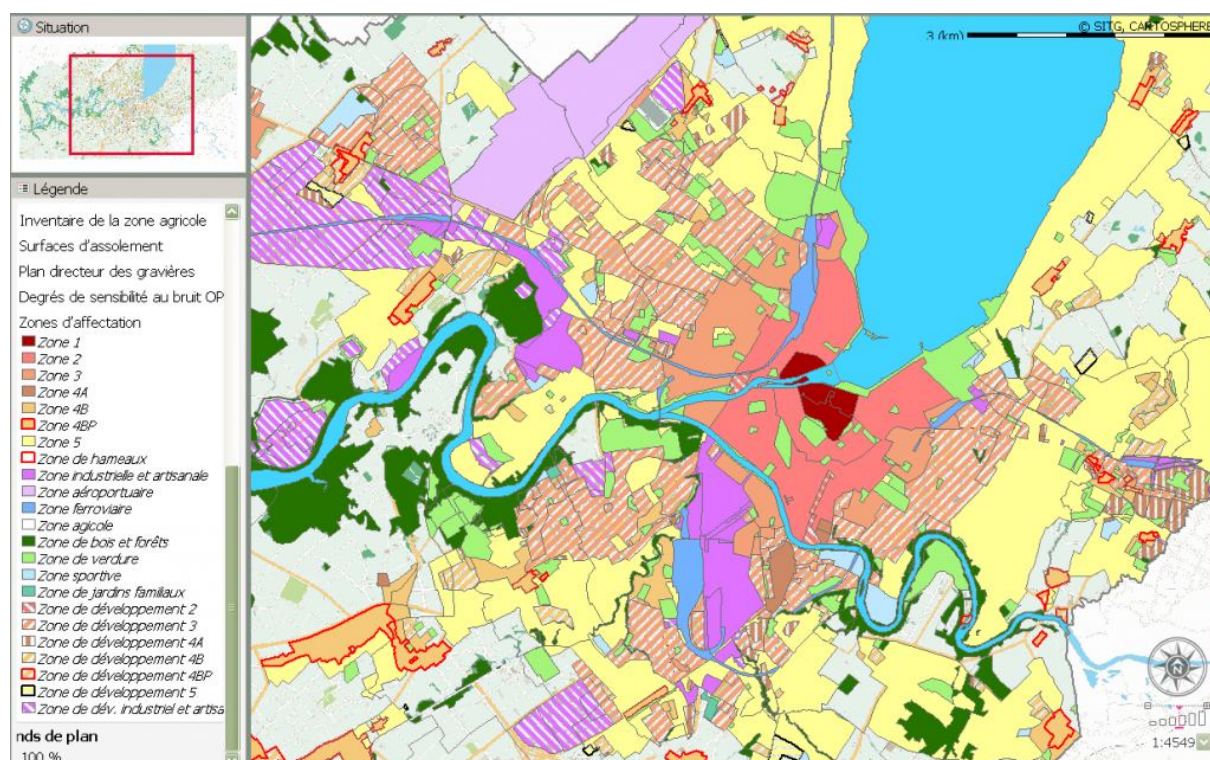 Situation
© SITG, CARTOSPHERE
3 (km)
Légende
Inventaire de la zone agricole
Surfaces d'assolement
Plan directeur des gravières
Degrés de sensibilité au bruit OP
Zones d'affectation
Zone 1
Zone 2
Zone 3
Zone 4A
Zone 4B
Zone 4BP
Zone 5
Zone de hameaux
Zone industrielle et artisanale
Zone aéroportuaire
Zone ferroviaire
Zone agicole
Zone de bois et forêts
Zone de verdure
Zone sportive
Zone de jardins familiaux
Zone de développement 2
Zone de développement 3
Zone de développement 4A
Zone de développement 4B
Zone de développement 4BP
Zone de développement 5
Zone de dév. industriel et artisa
nds de plan
100 %
N
1:4549